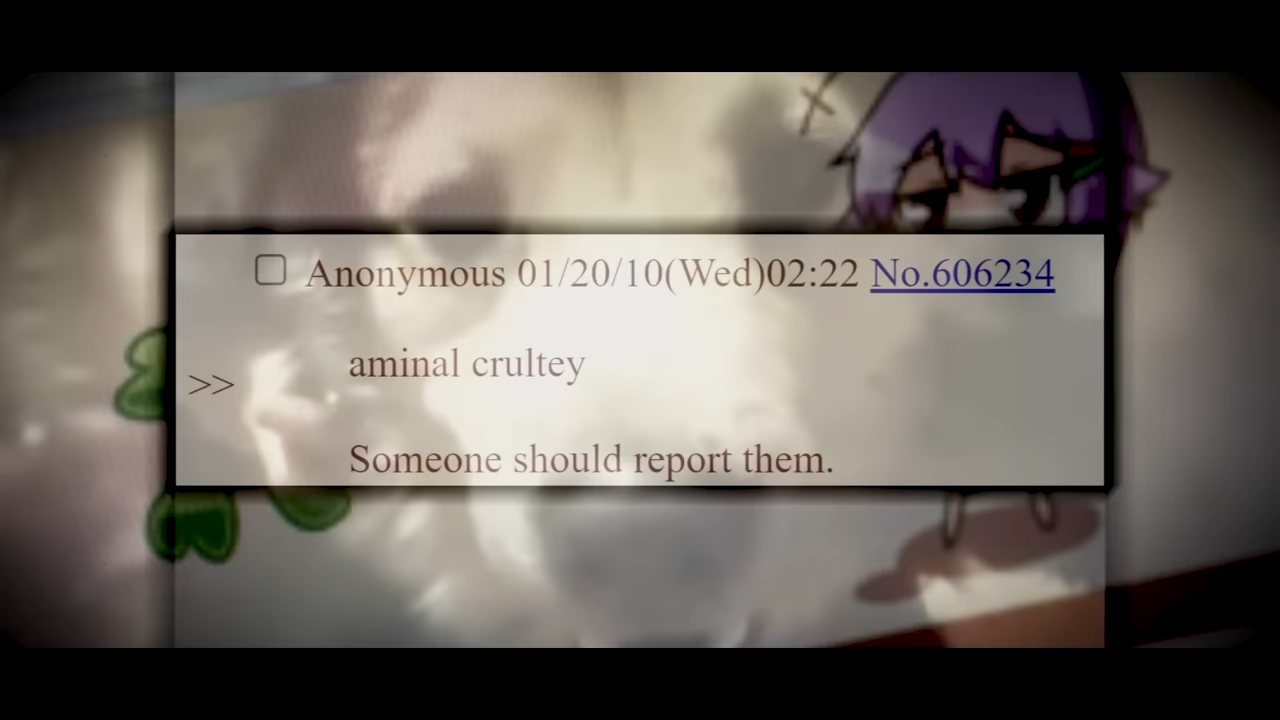 Anonymous 01/20/10(Wed)02:22 No.606234
aminal crultey
>>
Someone should report them.